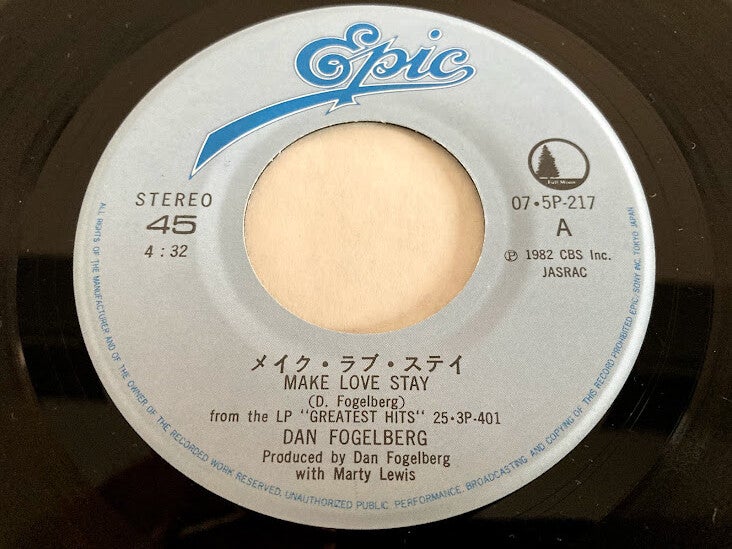 Epic
STEREO
45
4:32
Full Moon
07・5P-217
A
Ⓟ 1982 CBS Inc.
JASRAC
メイク・ラブ・ステイ
MAKE LOVE STAY
(D. Fogelberg)
from the LP "GREATEST HITS" 25・3P-401
DAN FOGELBERG
Produced by Dan Fogelberg
with Marty Lewis
ALL RIGHTS OF THE MANUFACTURER AND OF THE OWNER OF THE RECORDED WORK RESERVED. UNAUTHORIZED PUBLIC PERFORMANCE, BROADCASTING AND COPYING OF THIS RECORD PROHIBITED. EPIC/SONY INC. TOKYO JAPAN